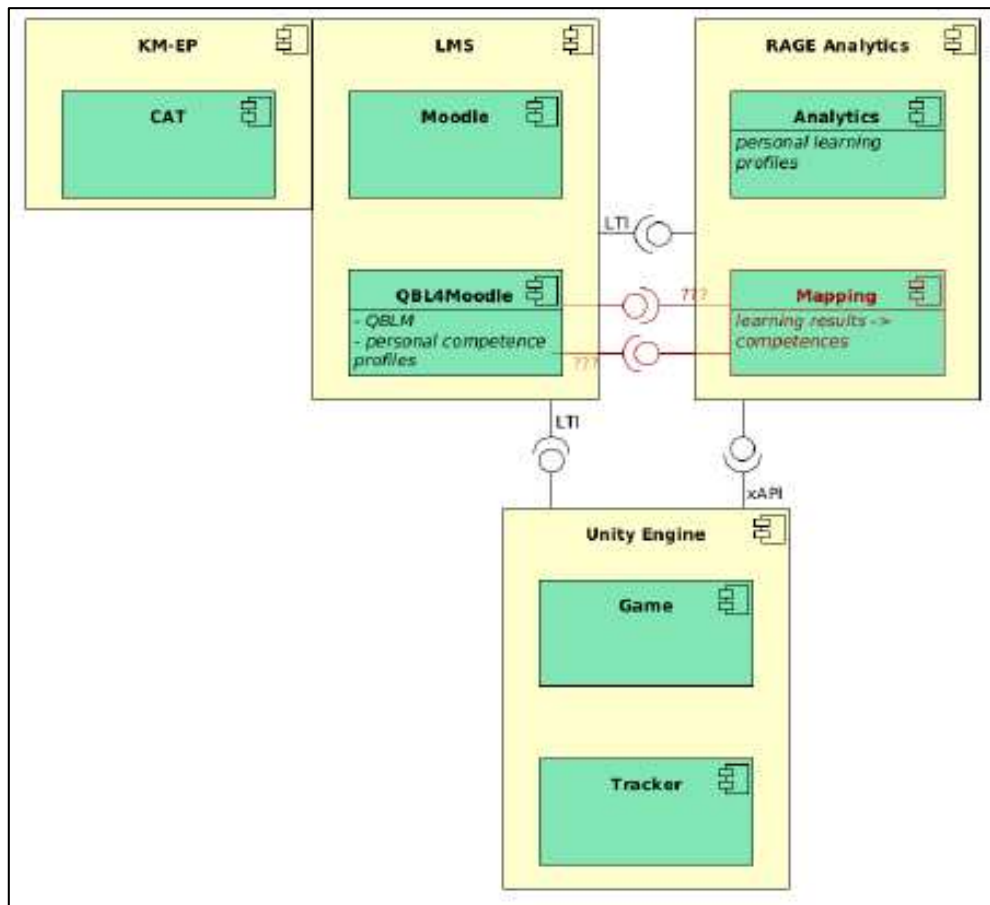 KM-EP
LMS
RAGE Analytics
CAT
Moodle
Analytics
personal learning
profiles
LTI
QBL4Moodle
- QBLM
- personal competence
profiles
???
???
Mapping
learning results ->
competences
LTI
xAPI
Unity Engine
Game
Tracker